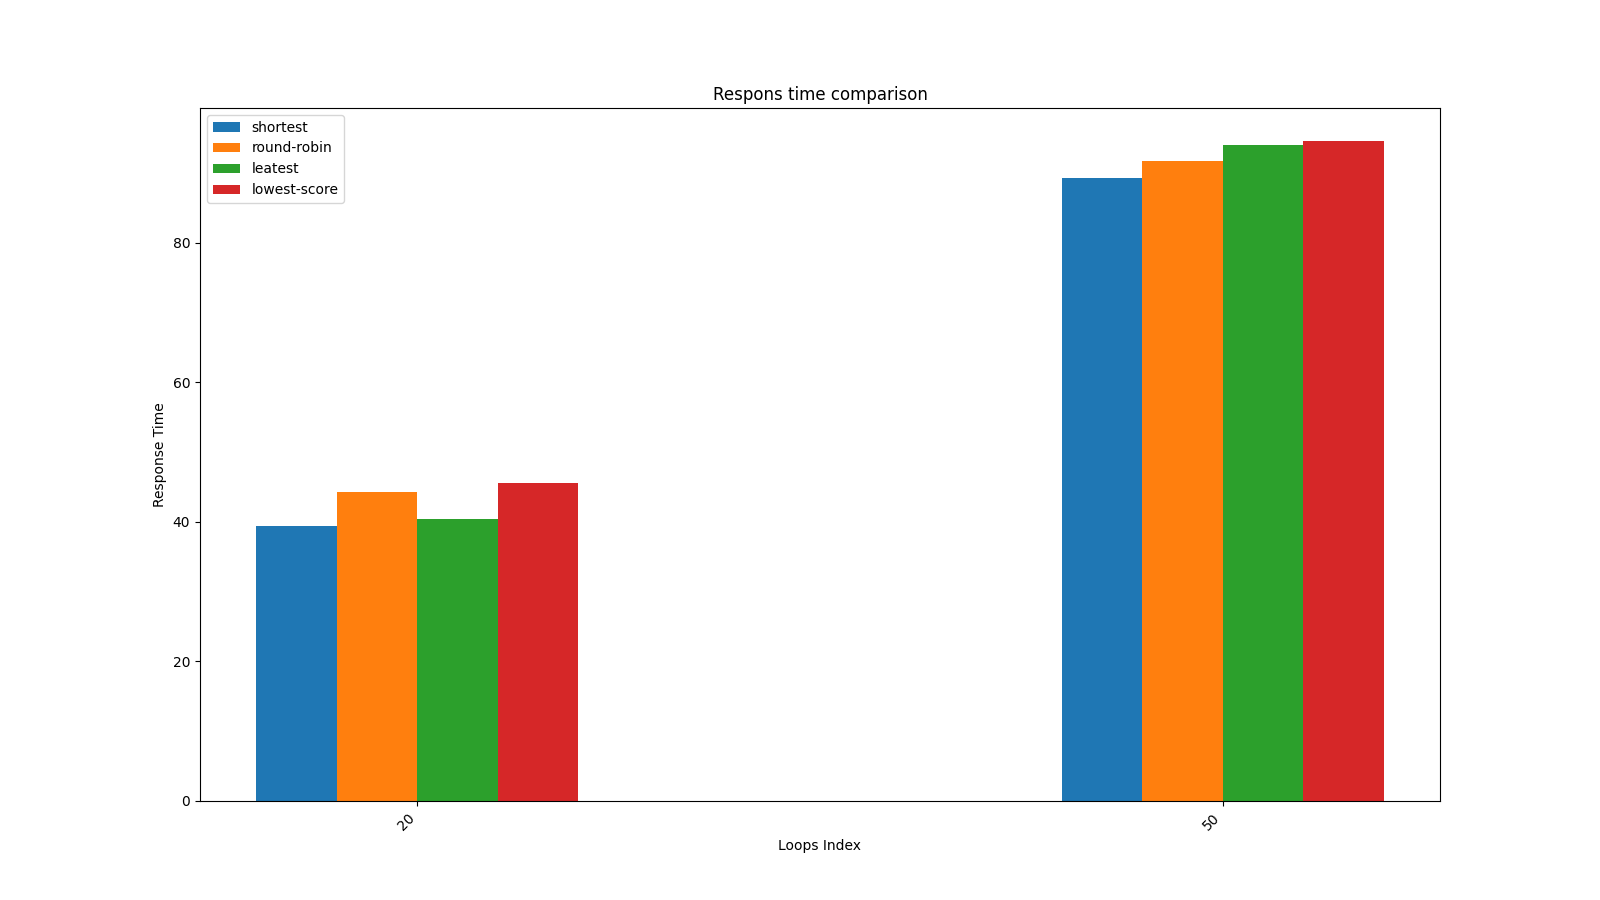 Respons time comparison
shortest
round-robin
leatest
lowest-score
80
60
40
20
0
Response Time
20
50
Loops Index